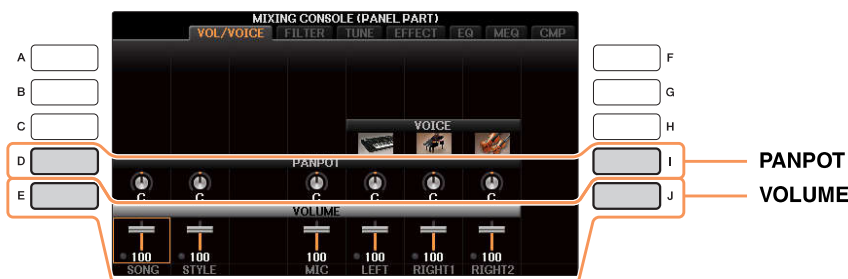 MIXING CONSOLE (PANEL PART)
VOL/VOICE FILTER TUNE EFFECT EQ MEQ CMP
A F
B G
C H
VOICE
D I PANPOT
PANPOT
C C C C C C
E J VOLUME
VOLUME
100 100 100 100 100 100
SONG STYLE MIC LEFT RIGHT1 RIGHT2